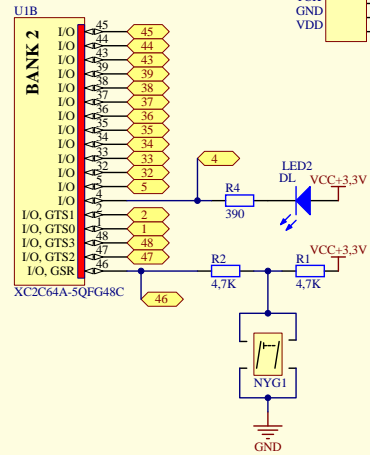 U1B
BANK 2
I/O 45 45
I/O 44 44
I/O 43 43
I/O 39 39
I/O 38 38
I/O 37 37
I/O 36 36
I/O 35 35
I/O 34 34
I/O 33 33
I/O 32 32
I/O 5 5
I/O 4
I/O, GTS1 2 2
I/O, GTS0 1 1
I/O, GTS3 48 48
I/O, GTS2 47 47
I/O, GSR 46
XC2C64A-5QFG48C
46
4
R4
390
LED2
DL
VCC+3,3V
R2
4,7K
R1
4,7K
VCC+3,3V
NYG1
GND
GND
VDD